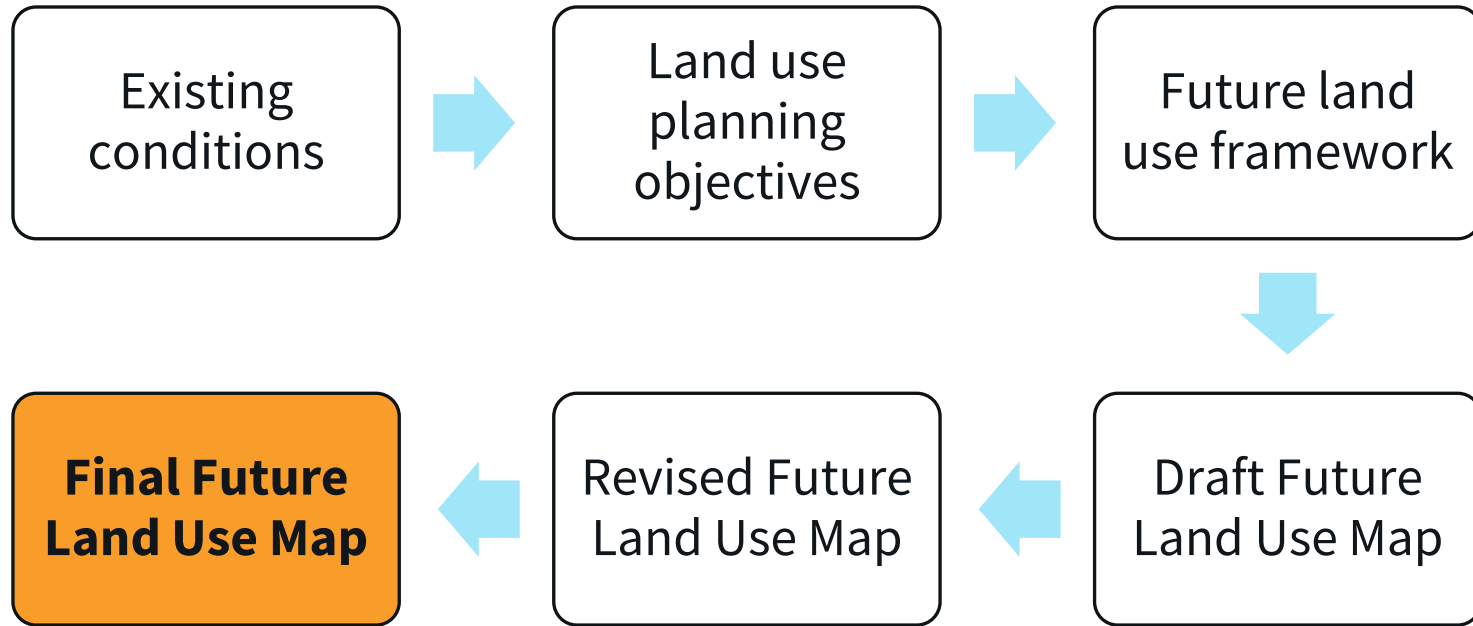 Existing
conditions
Land use
planning
objectives
Future land
use framework
Draft Future
Land Use Map
Revised Future
Land Use Map
Final Future
Land Use Map